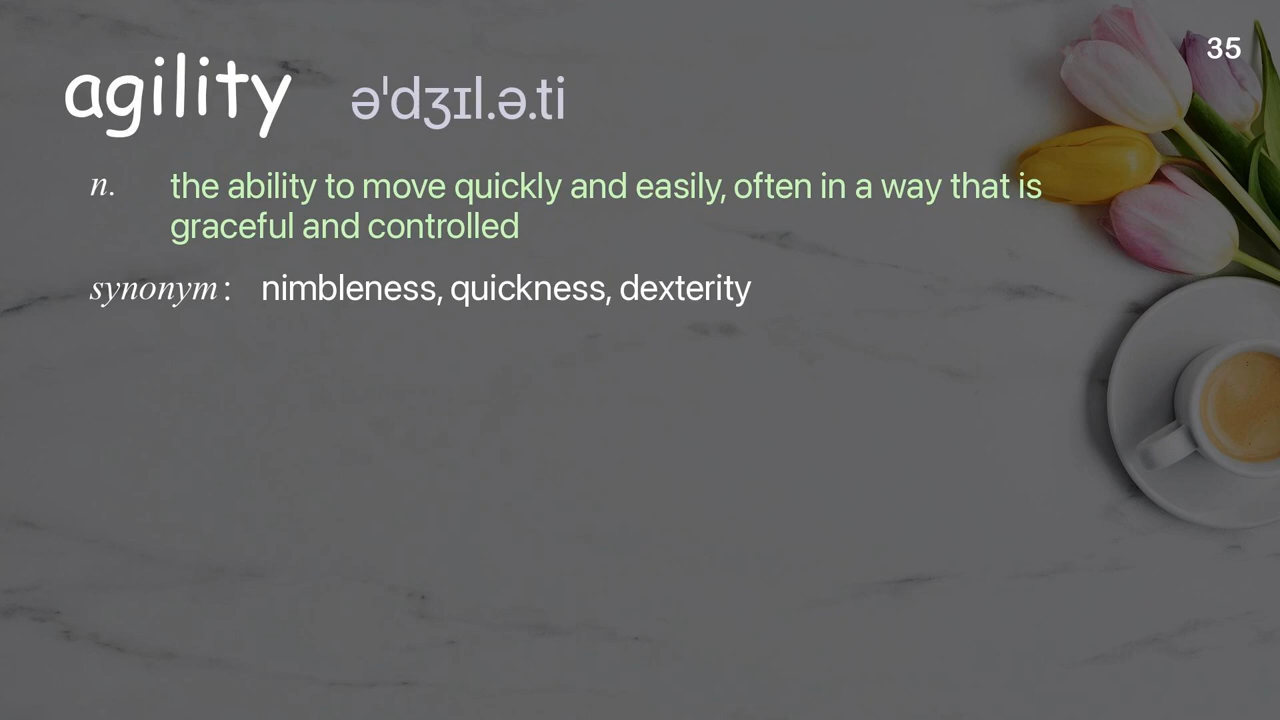 35
agility əˈdʒɪl.ə.ti
n. the ability to move quickly and easily, often in a way that is
graceful and controlled
synonym: nimbleness, quickness, dexterity